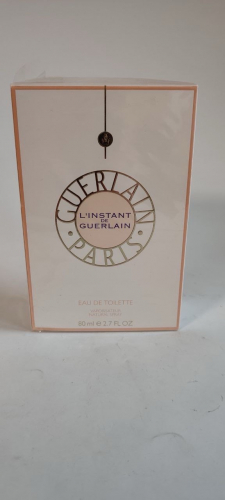 GUERLAIN
L'INSTANT
DE
GUERLAIN
PARIS
EAU DE TOILETTE
80 ml ℮ 2.7 FL.OZ